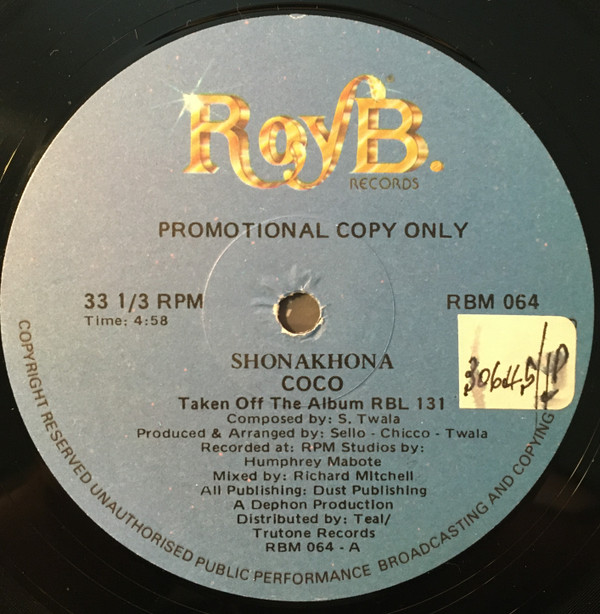 RoyB.
RECORDS
PROMOTIONAL COPY ONLY
33 1/3 RPM
RBM 064
Time: 4:58
SHONAKHONA
COCO
Taken Off The Album RBL 131
Composed by: S. Twala
Produced & Arranged by: Sello - Chicco - Twala
Recorded at: RPM Studios by:
Humphrey Mabote
Mixed by: Richard Mitchell
All Publishing: Dust Publishing
A Dephon Production
Distributed by: Teal/
Trutone Records
RBM 064 - A
COPYRIGHT RESERVED UNAUTHORISED PUBLIC PERFORMANCE BROADCASTING AND COPYING